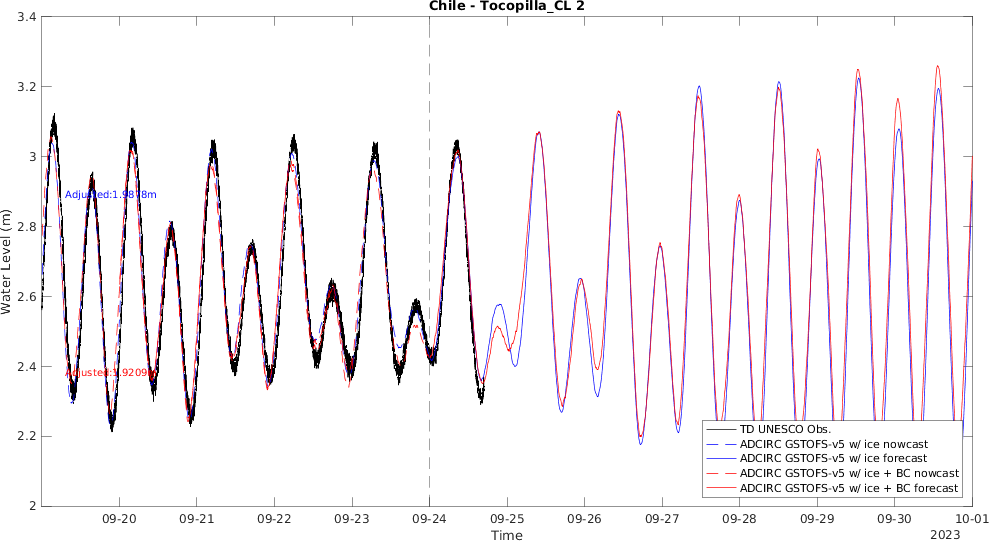 Chile - Tocopilla_CL 2
3.4
3.2
3
2.8
2.6
2.4
2.2
2
Water Level (m)
Adjusted:1.9878m
TD UNESCO Obs.
ADCIRC GSTOFS-v5 w/ ice nowcast
ADCIRC GSTOFS-v5 w/ ice forecast
ADCIRC GSTOFS-v5 w/ ice + BC nowcast
ADCIRC GSTOFS-v5 w/ ice + BC forecast
09-20 09-21 09-22 09-23 09-24 09-25 09-26 09-27 09-28 09-29 09-30 10-01
Time
2023